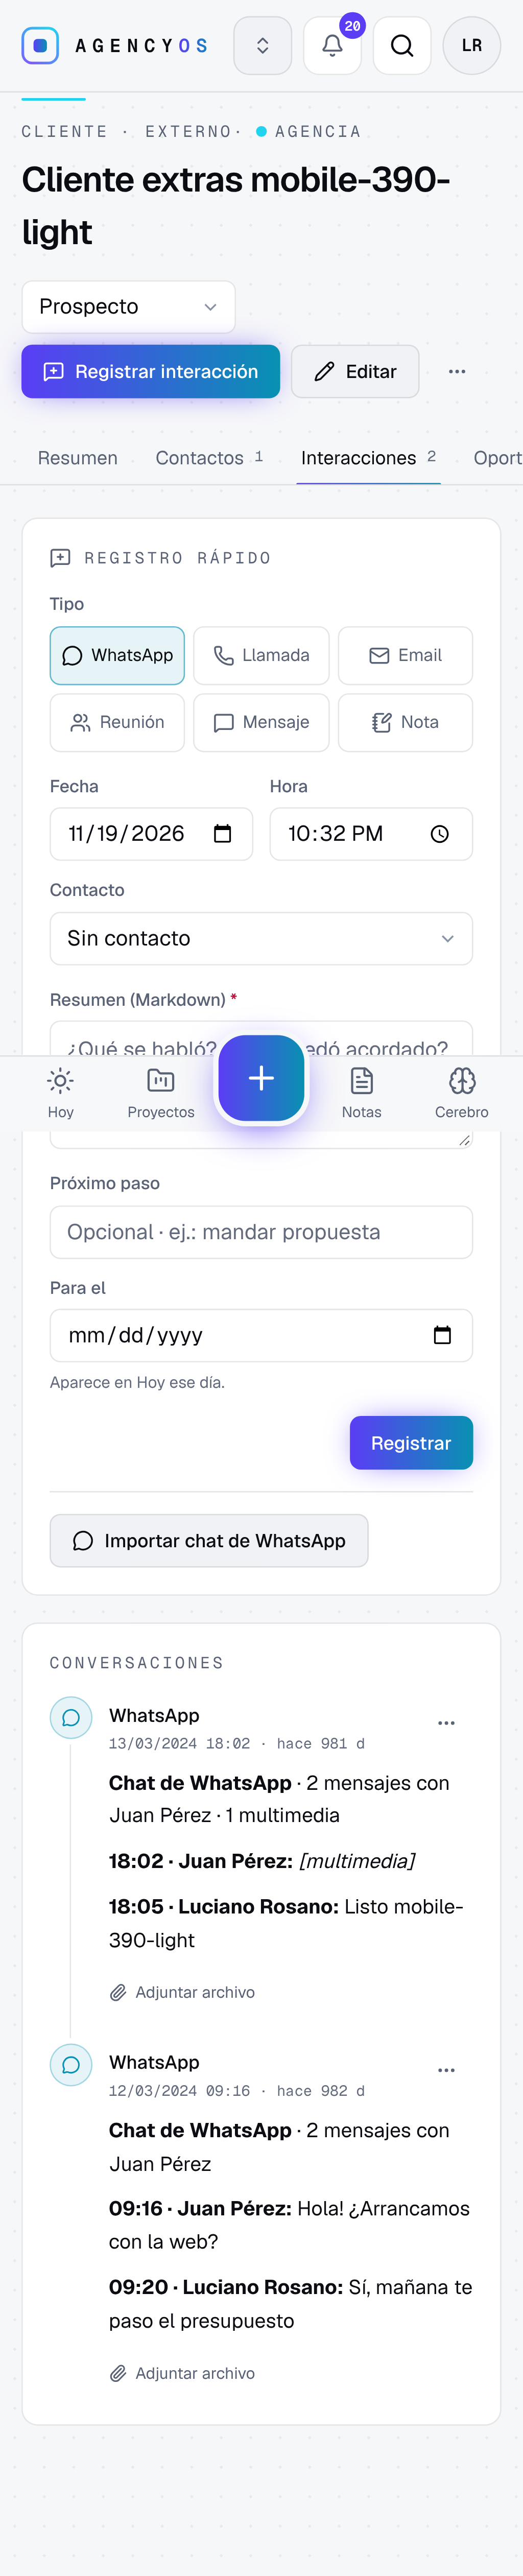 AGENCYOS
20
LR
CLIENTE · EXTERNO· AGENCIA
Cliente extras mobile-390-
light
Prospecto
Registrar interacción
Editar
Resumen
Contactos 1
Interacciones 2
Oport
REGISTRO RÁPIDO
Tipo
WhatsApp
Llamada
Email
Reunión
Mensaje
Nota
Fecha
Hora
11/19/2026
10:32 PM
Contacto
Sin contacto
Resumen (Markdown) *
¿Qué se habló? edó acordado?
Hoy
Proyectos
Notas
Cerebro
Próximo paso
Opcional · ej.: mandar propuesta
Para el
mm/dd/yyyy
Aparece en Hoy ese día.
Registrar
Importar chat de WhatsApp
CONVERSACIONES
WhatsApp
13/03/2024 18:02 · hace 981 d
Chat de WhatsApp · 2 mensajes con
Juan Pérez · 1 multimedia
18:02 · Juan Pérez: [multimedia]
18:05 · Luciano Rosano: Listo mobile-
390-light
Adjuntar archivo
WhatsApp
12/03/2024 09:16 · hace 982 d
Chat de WhatsApp · 2 mensajes con
Juan Pérez
09:16 · Juan Pérez: Hola! ¿Arrancamos
con la web?
09:20 · Luciano Rosano: Sí, mañana te
paso el presupuesto
Adjuntar archivo